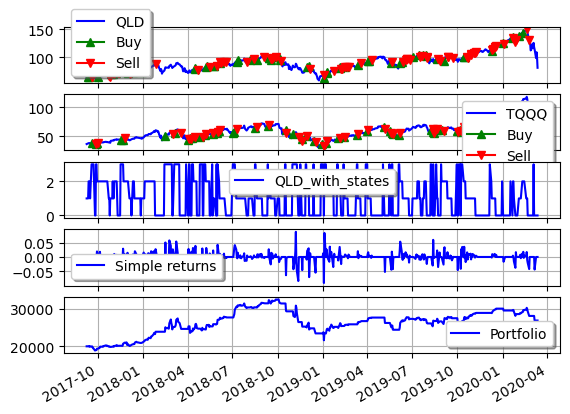 150
100
QLD
Buy
Sell
100
50
TQQQ
Buy
Sell
2
0
QLD_with_states
0.05
0.00
−0.05
Simple returns
30000
20000
Portfolio
2017-10
2018-01
2018-04
2018-07
2018-10
2019-01
2019-04
2019-07
2019-10
2020-01
2020-04